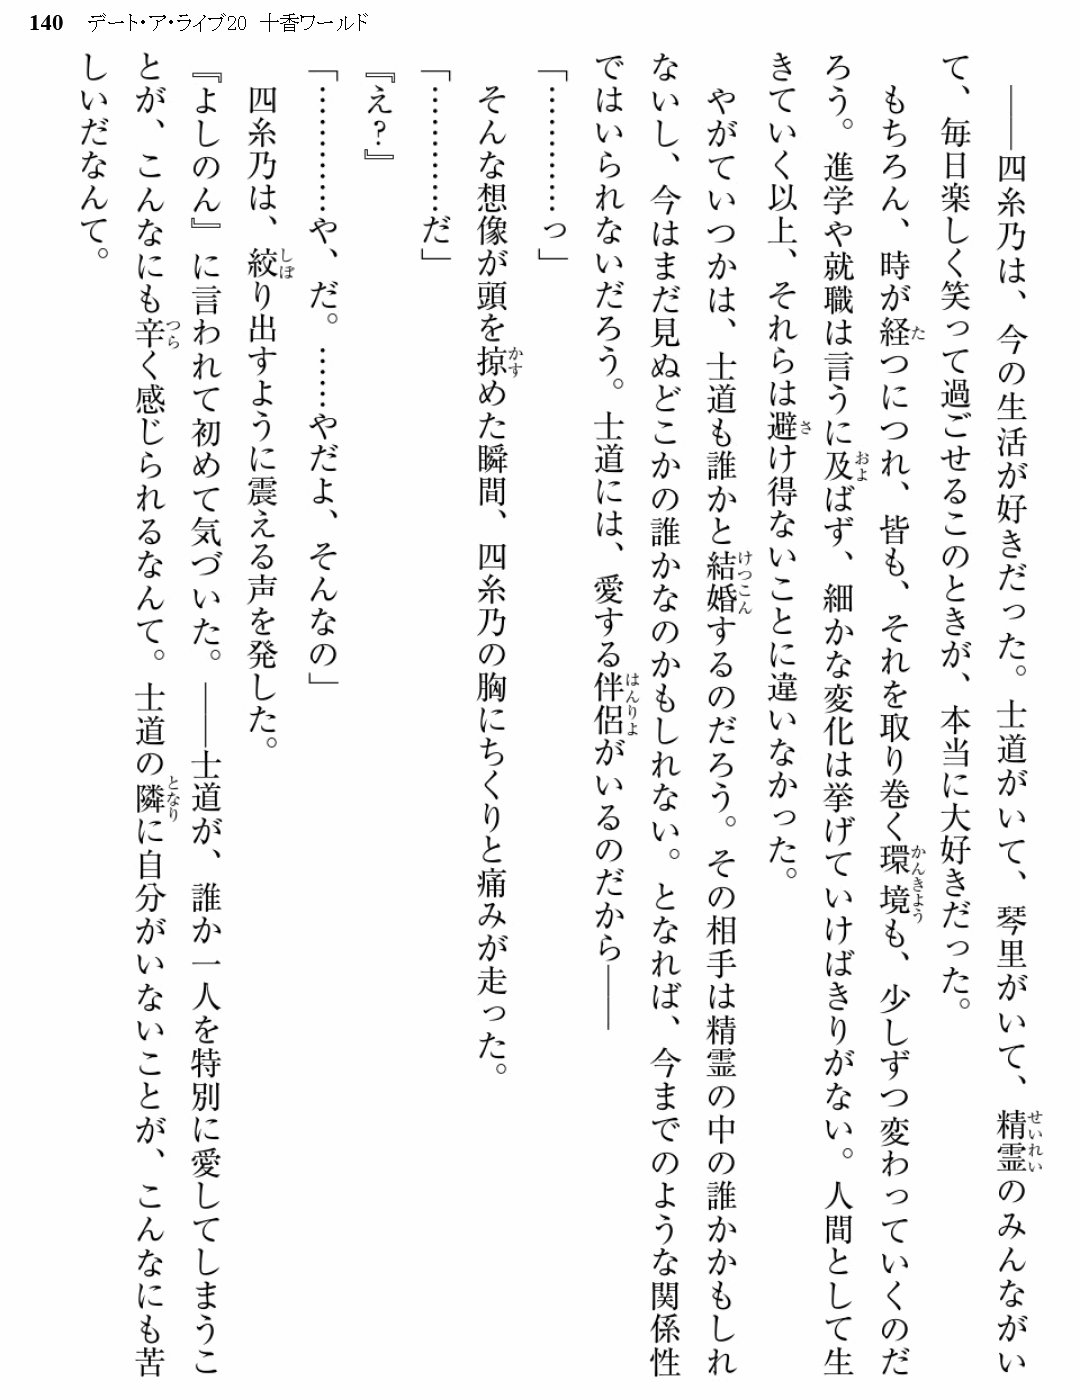 140 デート・ア・ライブ20 十香ワールド
――四糸乃は、今の生活が好きだった。士道がいて、琴里がいて、精霊のみんながい
て、毎日楽しく笑って過ごせるこのときが、本当に大好きだった。
もちろん、時が経つにつれ、皆も、それを取り巻く環境も、少しずつ変わっていくのだ
ろう。進学や就職は言うに及ばず、細かな変化は挙げていけばきりがない。人間として生
きていく以上、それらは避け得ないことに違いなかった。
やがていつかは、士道も誰かと結婚するのだろう。その相手は精霊の中の誰かかもしれ
ないし、今はまだ見ぬどこかの誰かなのかもしれない。となれば、今までのような関係性
ではいられないだろう。士道には、愛する伴侶がいるのだから――
「…………っ」
そんな想像が頭を掠めた瞬間、四糸乃の胸にちくりと痛みが走った。
「…………だ」
『え?』
「…………や、だ。……やだよ、そんなの」
四糸乃は、絞り出すように震える声を発した。
『よしのん』に言われて初めて気づいた。――士道が、誰か一人を特別に愛してしまうこ
とが、こんなにも辛く感じられるなんて。士道の隣に自分がいないことが、こんなにも苦
しいだなんて。